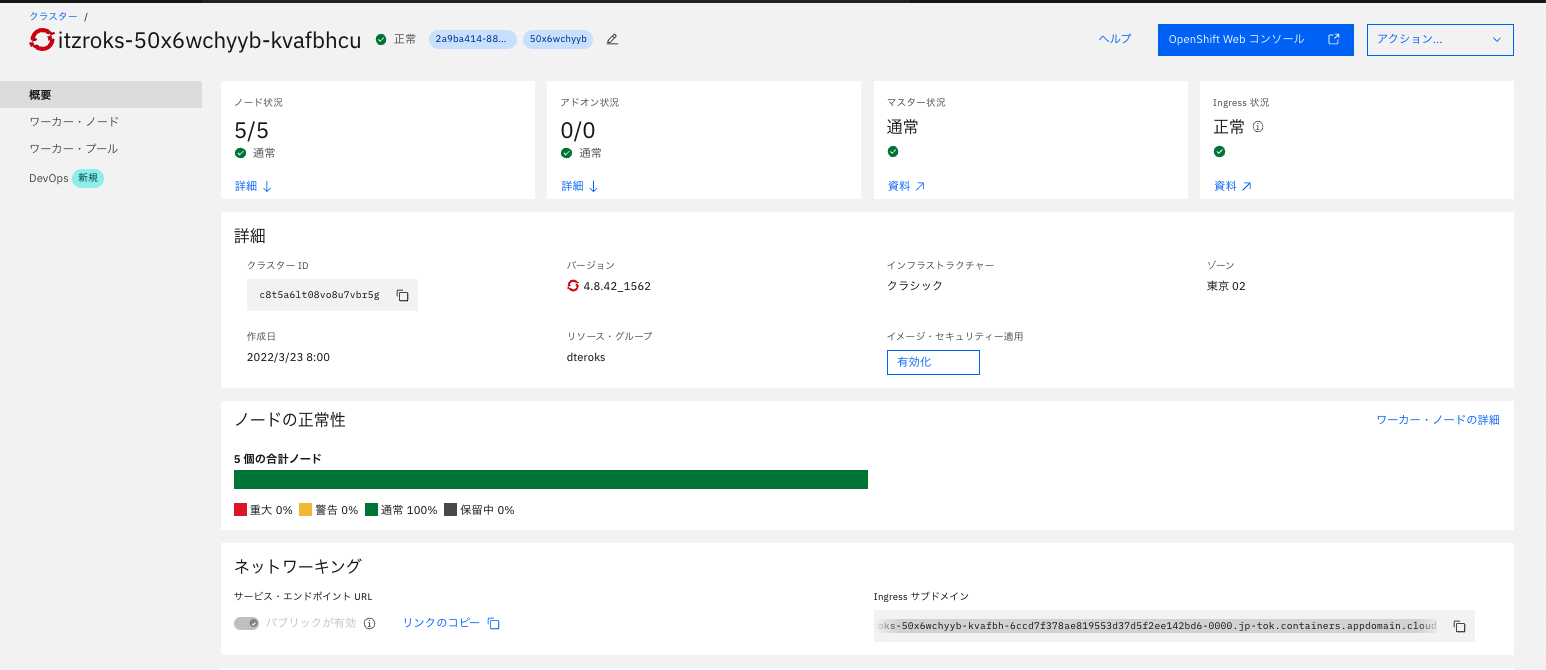 クラスター /
itzroks-50x6wchyyb-kvafbhcu 正常 2a9ba414-88... 50x6wchyyb ヘルプ OpenShift Web コンソール アクション...
概要
ワーカー・ノード
ワーカー・プール
DevOps 新規
ノード状況
5/5
通常
詳細
アドオン状況
0/0
通常
詳細
マスター状況
通常
資料
Ingress 状況
正常
資料
詳細
クラスター ID
c8t5a6lt08vo8u7vbr5g
バージョン
4.8.42_1562
インフラストラクチャー
クラシック
ゾーン
東京 02
作成日
2022/3/23 8:00
リソース・グループ
dteroks
イメージ・セキュリティー適用
有効化
ノードの正常性 ワーカー・ノードの詳細
5 個の合計ノード
重大 0% 警告 0% 通常 100% 保留中 0%
ネットワーキング
サービス・エンドポイント URL
パブリックが有効 リンクのコピー
Ingress サブドメイン
oks-50x6wchyyb-kvafbh-6ccd7f378ae819553d37d5f2ee142bd6-0000.jp-tok.containers.appdomain.cloud